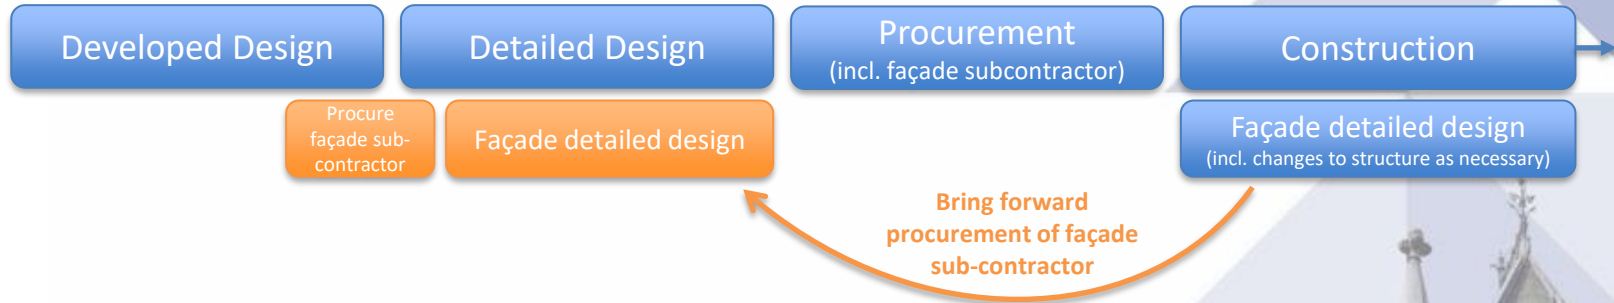 Developed Design
Detailed Design
Procurement
(incl. façade subcontractor)
Construction
Procure
façade sub-
contractor
Façade detailed design
Façade detailed design
(incl. changes to structure as necessary)
Bring forward
procurement of façade
sub-contractor